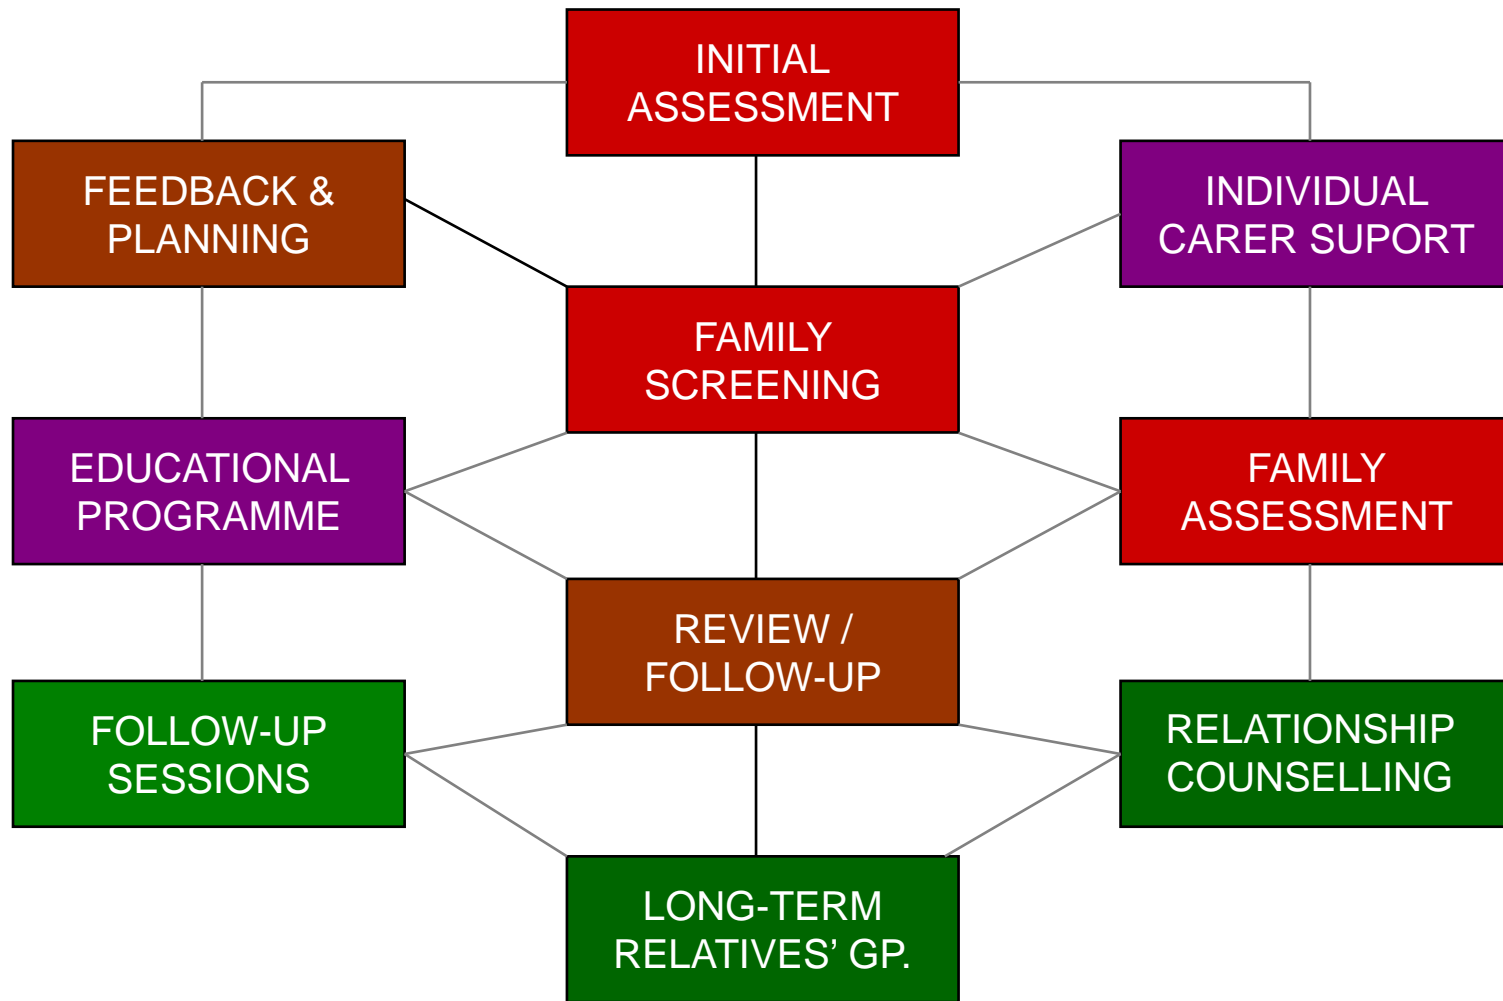 INITIAL
ASSESSMENT
FEEDBACK &
PLANNING
INDIVIDUAL
CARER SUPORT
FAMILY
SCREENING
EDUCATIONAL
PROGRAMME
FAMILY
ASSESSMENT
REVIEW /
FOLLOW-UP
FOLLOW-UP
SESSIONS
RELATIONSHIP
COUNSELLING
LONG-TERM
RELATIVES’ GP.